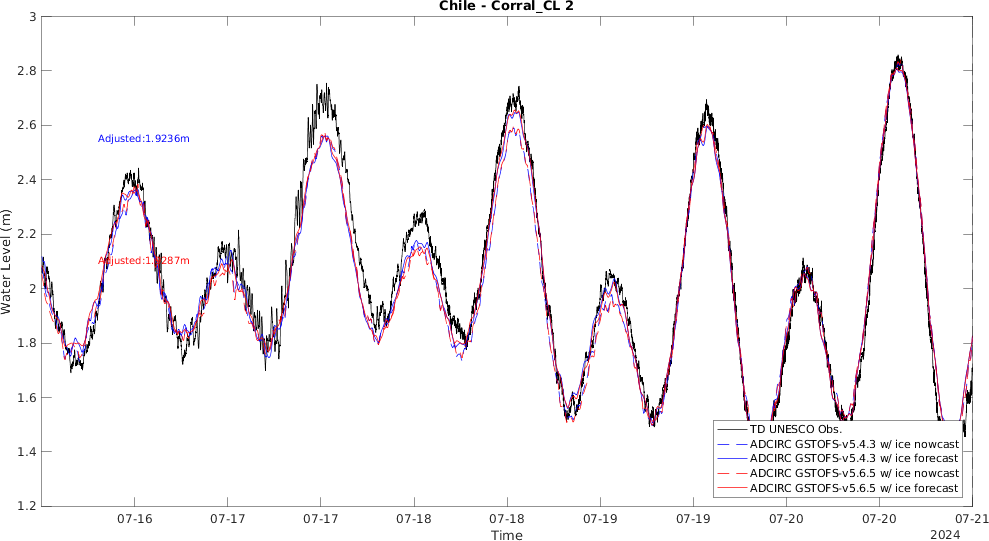 Chile - Corral_CL 2
Water Level (m)
3
2.8
2.6
2.4
2.2
2
1.8
1.6
1.4
1.2
Adjusted:1.9236m
TD UNESCO Obs.
ADCIRC GSTOFS-v5.4.3 w/ ice nowcast
ADCIRC GSTOFS-v5.4.3 w/ ice forecast
ADCIRC GSTOFS-v5.6.5 w/ ice nowcast
ADCIRC GSTOFS-v5.6.5 w/ ice forecast
07-16 07-17 07-17 07-18 07-18 07-19 07-19 07-20 07-20 07-21
Time
2024